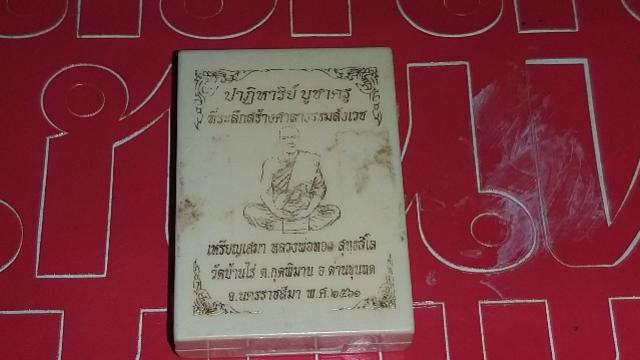 ปาฏิหาริย์ บูชาครู
ที่ระลึกสร้างศาลาธรรมสังเวช
เหรียญเสมา หลวงพ่อทอง สุทฺธสีโล
วัดบ้านไร่ ต.กุดพิมาน อ.ด่านขุนทด
จ.นครราชสีมา พ.ศ.๒๕๖๑